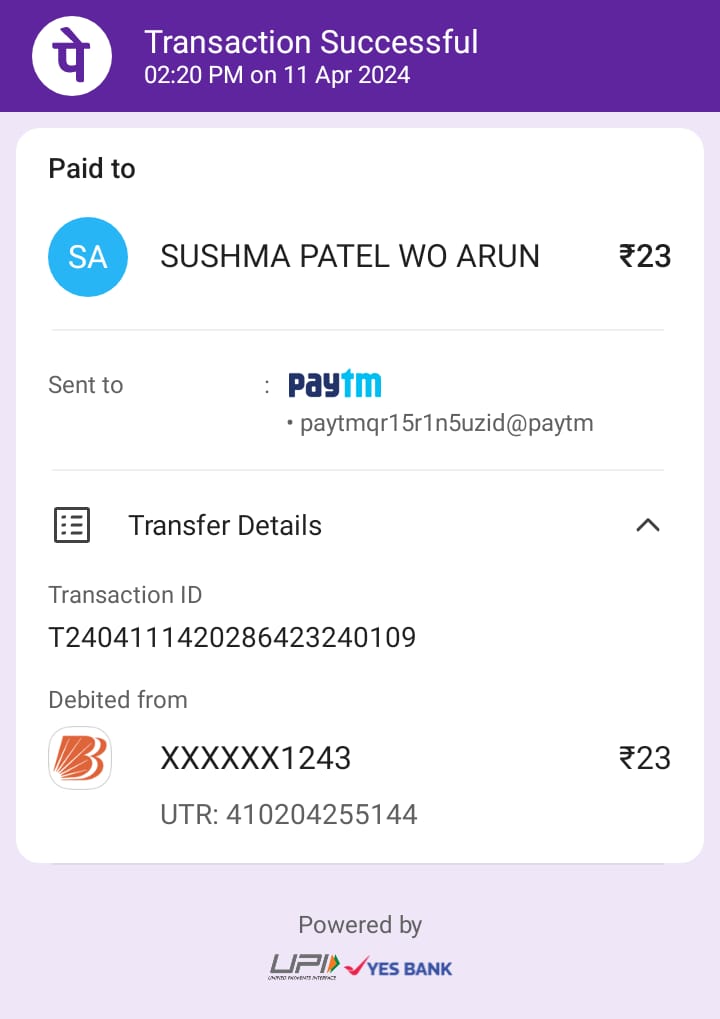 पे
Transaction Successful
02:20 PM on 11 Apr 2024
Paid to
SA SUSHMA PATEL WO ARUN ₹23
Sent to : paytm
• paytmqr15r1n5uzid@paytm
Transfer Details
Transaction ID
T2404111420286423240109
Debited from
XXXXXX1243 ₹23
UTR: 410204255144
Powered by
UPI YES BANK
UNIFIED PAYMENTS INTERFACE